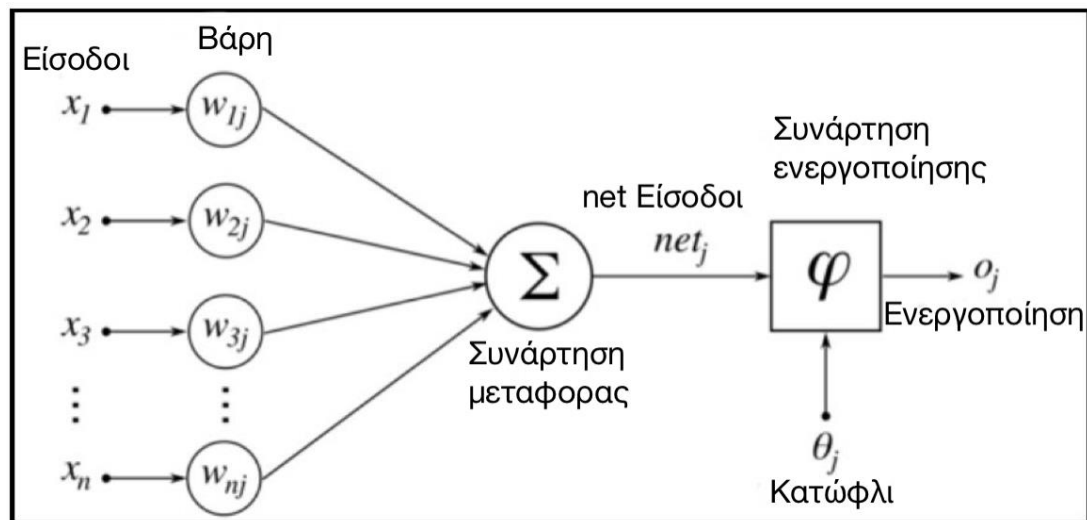 Είσοδοι
Βάρη
x1
w1j
x2
w2j
x3
w3j
⋮
⋮
xn
wnj
Σ
Συνάρτηση
μεταφορας
net Είσοδοι
netj
Συνάρτηση
ενεργοποίησης
φ
oj
Ενεργοποίηση
θj
Κατώφλι